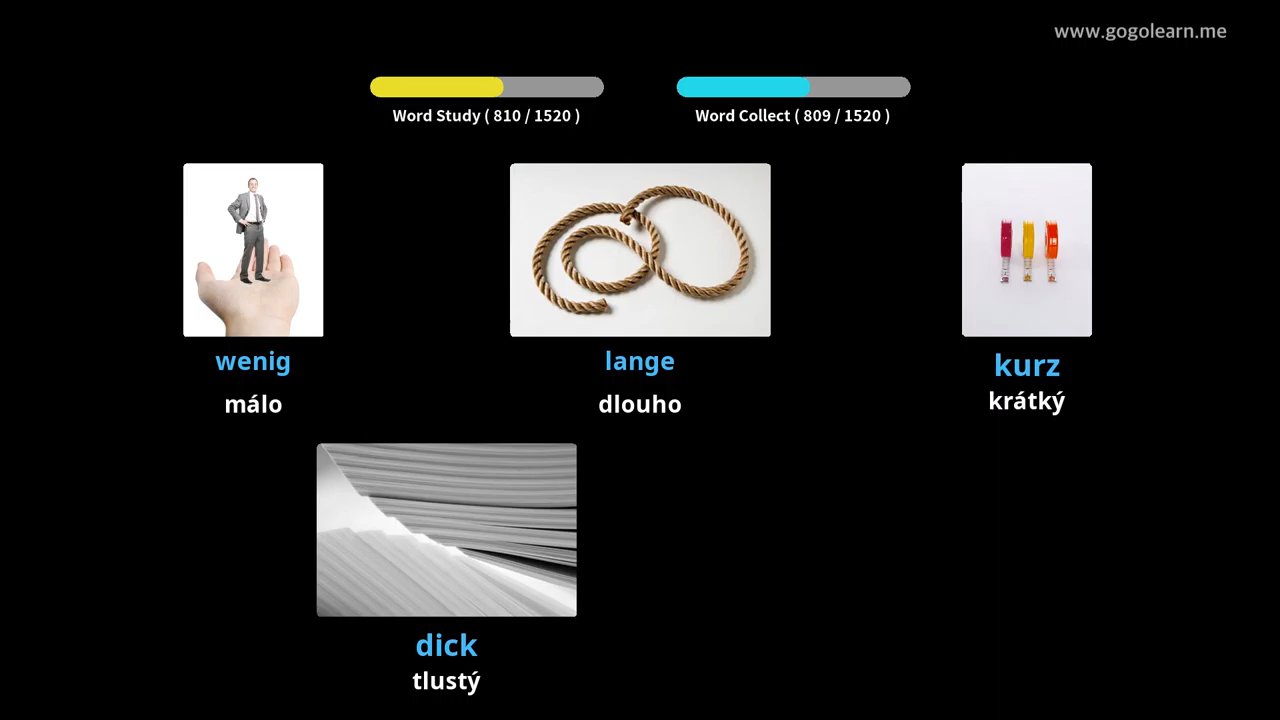 www.gogolearn.me
Word Study ( 810 / 1520 )
Word Collect ( 809 / 1520 )
wenig
málo
lange
dlouho
kurz
krátký
dick
tlustý